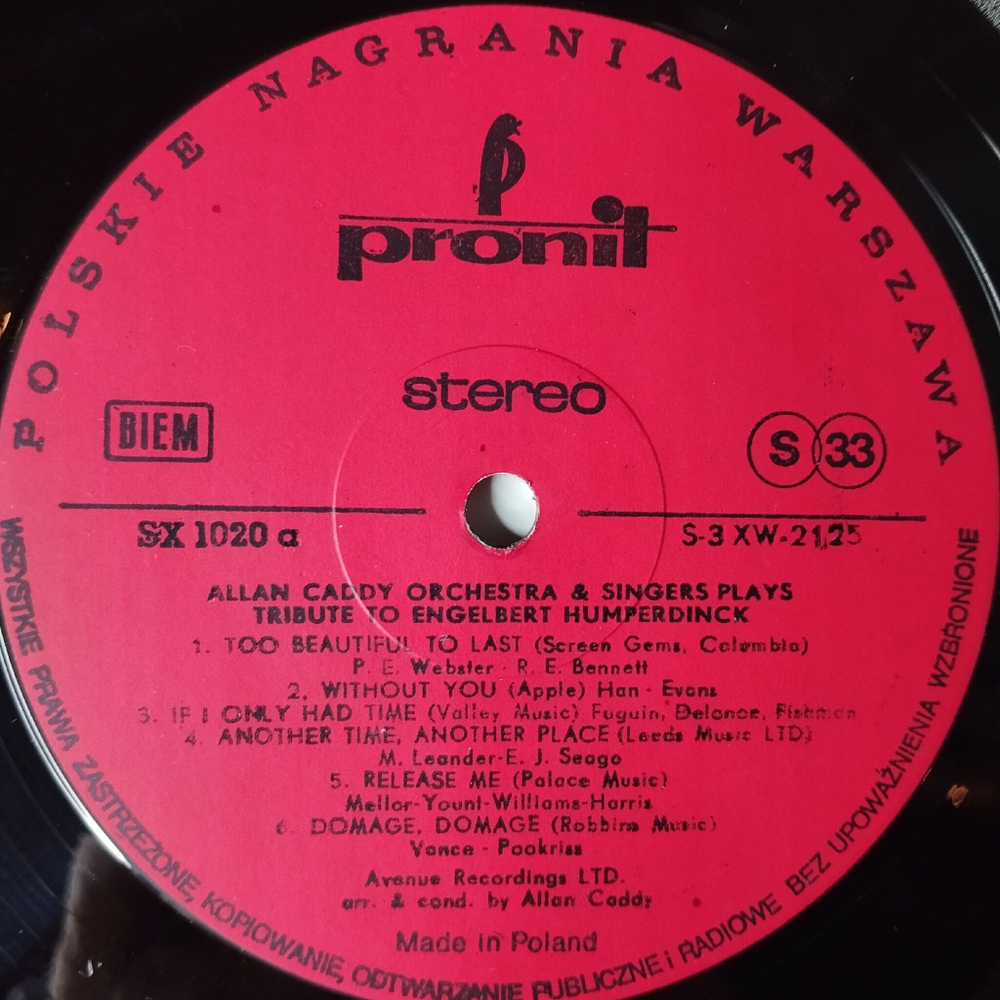 POLSKIE NAGRANIA WARSZAWA
pronit
stereo
BIEM
S 33
SX 1020 a
S-3 XW-2125
ALLAN CADDY ORCHESTRA & SINGERS PLAYS
TRIBUTE TO ENGELBERT HUMPERDINCK
1. TOO BEAUTIFUL TO LAST (Screen Gems, Columbia)
P. E. Webster - R. E. Bennett
2. WITHOUT YOU (Apple) Han - Evans
3. IF I ONLY HAD TIME (Valley Music) Fuguin, Delonce, Fishman
4. ANOTHER TIME, ANOTHER PLACE (Leeds Music LTD)
M. Leander-E. J. Seago
5. RELEASE ME (Palace Music)
Mellor-Yount-Williams-Harris
6. DOMAGE, DOMAGE (Robbins Music)
Vance - Pookriss
Avenue Recordings LTD.
arr. & cond. by Allan Caddy
Made in Poland
WSZYSTKIE PRAWA ZASTRZEŻONE, KOPIOWANIE, ODTWARZANIE PUBLICZNE i RADIOWE BEZ UPOWAŻNIENIA WZBRONIONE